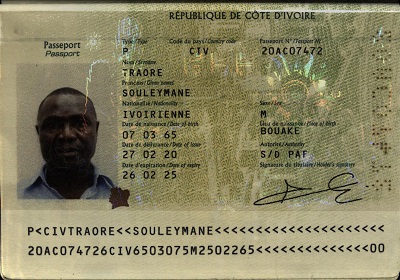 RÉPUBLIQUE DE CÔTE D'IVOIRE
Passeport
Passport
Type/Type Code du pays/Country code Passeport N°/Passport N°
P CIV 20AC07472
Nom/Surname
TRAORE
Prénoms/Given names
SOULEYMANE
Nationalité/Nationality Sexe/Sex
IVOIRIENNE M
Date de naissance/Date of birth Lieu de naissance/Place of birth
07 03 65 BOUAKE
Date de délivrance/Date of issue Autorité/Authority
27 02 20 S/D PAF
Date d'expiration/Date of expiry Signature du titulaire/Holder's signature
26 02 25
P<CIVTRAORE<<SOULEYMANE<<<<<<<<<<<<<<<<<<<<<
20AC074726CIV6503075M2502265<<<<<<<<<<<<<<00